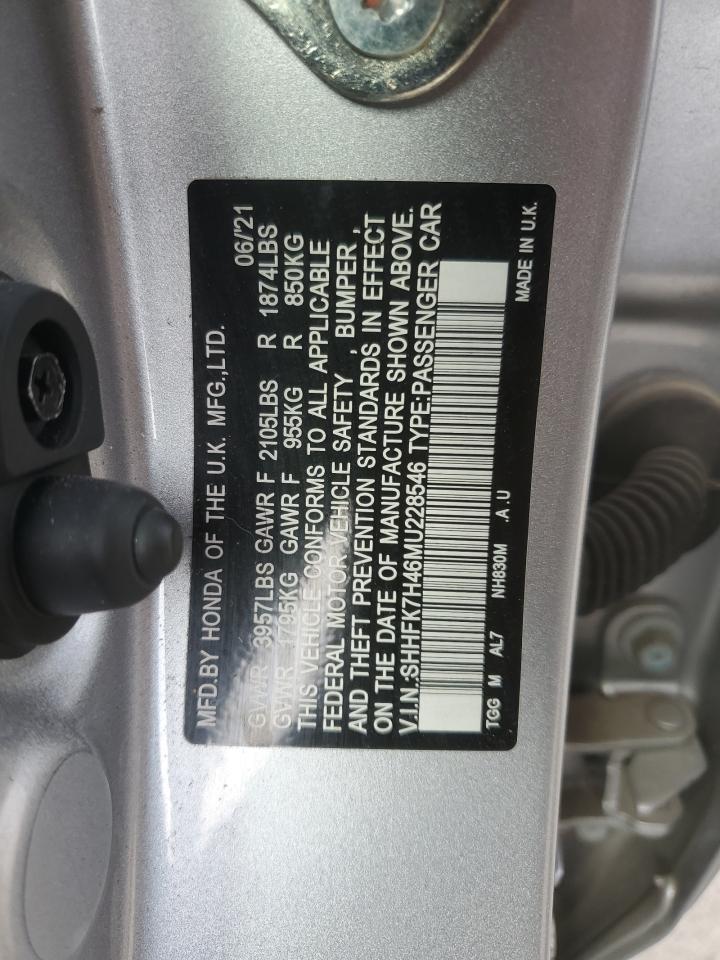 MFD.BY HONDA OF THE U.K. MFG.,LTD. 06/'21
GVWR 3957LBS GAWR F 2105LBS R 1874LBS
GVWR 1795KG GAWR F 955KG R 850KG
THIS VEHICLE CONFORMS TO ALL APPLICABLE
FEDERAL MOTOR VEHICLE SAFETY , BUMPER ,
AND THEFT PREVENTION STANDARDS IN EFFECT
ON THE DATE OF MANUFACTURE SHOWN ABOVE.
V.I.N.:SHHFK7H46MU228546 TYPE:PASSENGER CAR
TGG M AL7 NH830M .A .U MADE IN U.K.